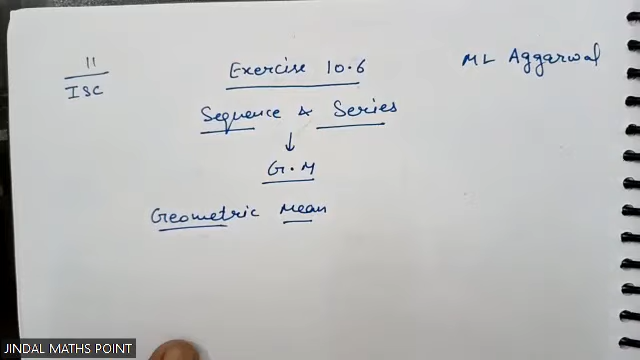 11
ISC
Exercise 10.6
ML Aggarwal
Sequence & Series
G.M
Geometric Mean
JINDAL MATHS POINT